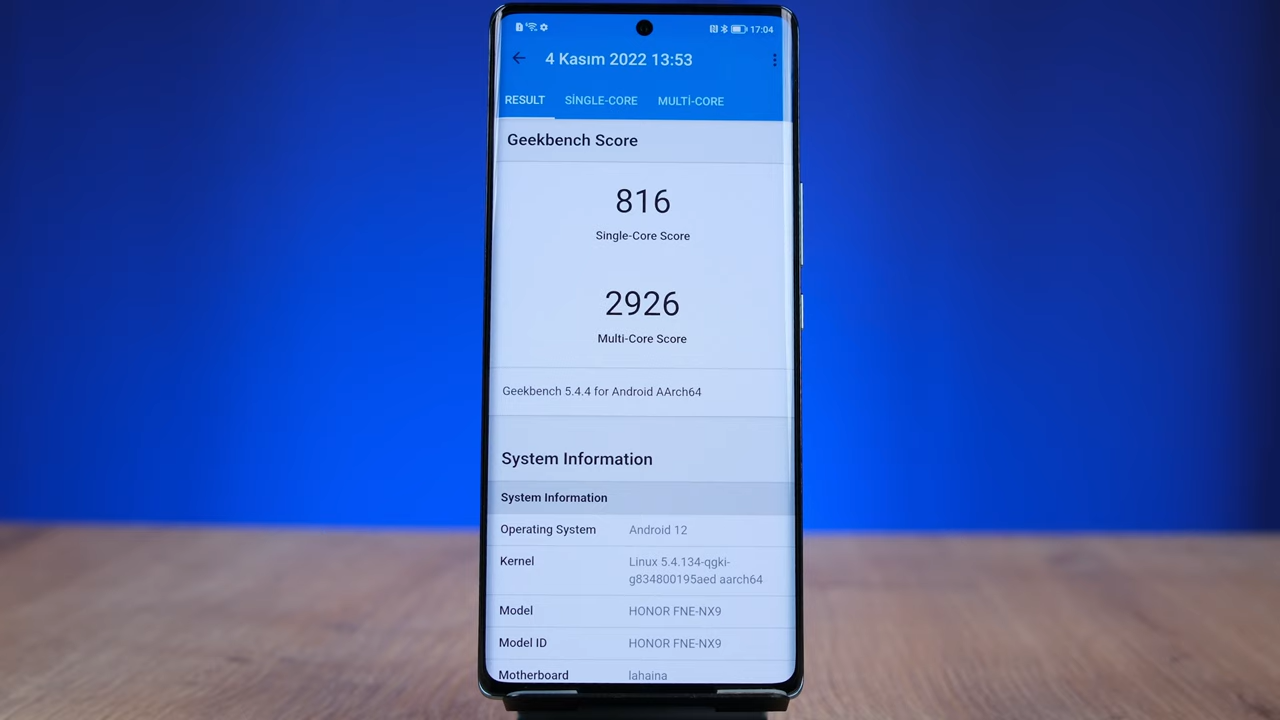 17:04
4 Kasım 2022 13:53
RESULT SİNGLE-CORE MULTİ-CORE
Geekbench Score
816
Single-Core Score
2926
Multi-Core Score
Geekbench 5.4.4 for Android AArch64
System Information
System Information
Operating System Android 12
Kernel Linux 5.4.134-qgki-
g834800195aed aarch64
Model HONOR FNE-NX9
Model ID HONOR FNE-NX9
Motherboard lahaina